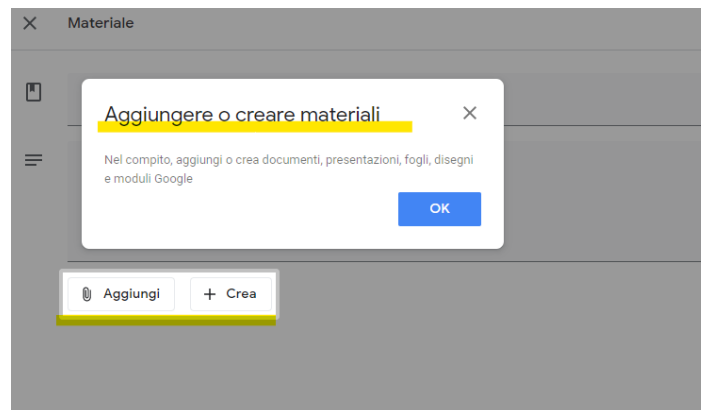 Materiale
Aggiungere o creare materiali
Nel compito, aggiungi o crea documenti, presentazioni, fogli, disegni
e moduli Google
OK
Aggiungi
Crea